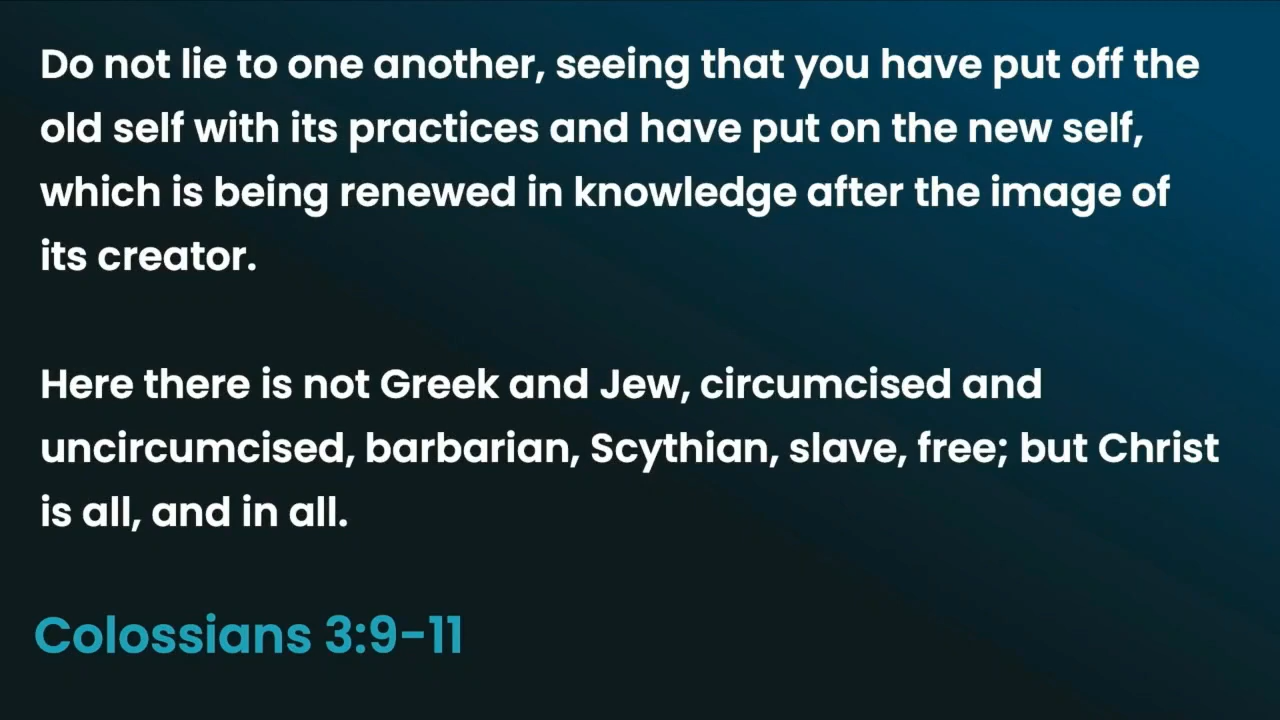 Do not lie to one another, seeing that you have put off the
old self with its practices and have put on the new self,
which is being renewed in knowledge after the image of
its creator.
Here there is not Greek and Jew, circumcised and
uncircumcised, barbarian, Scythian, slave, free; but Christ
is all, and in all.
Colossians 3:9-11